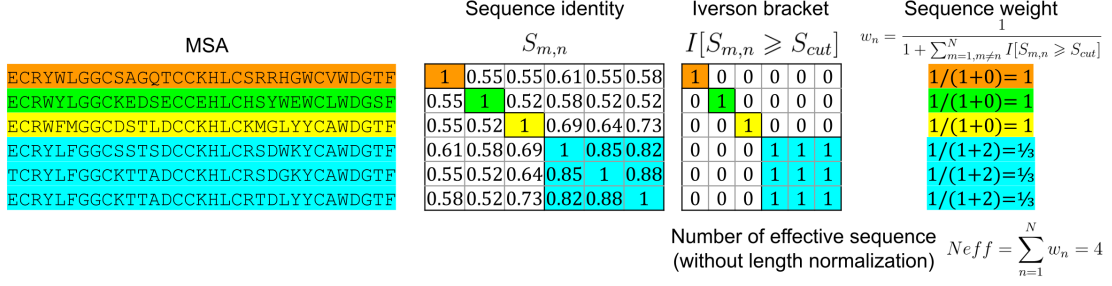 Sequence identity Iverson bracket Sequence weight
MSA S_{m,n} I[S_{m,n} ⩾ S_{cut}] w_n = \frac{1}{1 + \sum_{m=1,m≠n}^{N} I[S_{m,n} ⩾ S_{cut}]}
ECRYWLGGCSAGQTCCKHLCSRRHGWCVWDGTF 1 0.55 0.55 0.61 0.55 0.58 1 0 0 0 0 0 1/(1+0)= 1
ECRWYLGGCKEDSECCEHLCSYWEWCLWDGSF 0.55 1 0.52 0.58 0.52 0.52 0 1 0 0 0 0 1/(1+0)= 1
ECRWFMGGCDSTLDCCKHLCKMGLYYCAWDGTF 0.55 0.52 1 0.69 0.64 0.73 0 0 1 0 0 0 1/(1+0)= 1
ECRYLFGGCSSTSDCCKHLCRSDWKYCAWDGTF 0.61 0.58 0.69 1 0.85 0.82 0 0 0 1 1 1 1/(1+2)=⅓
TCRYLFGGCKTTADCCKHLCRSDGKYCAWDGTF 0.55 0.52 0.64 0.85 1 0.88 0 0 0 1 1 1 1/(1+2)=⅓
ECRYLFGGCKTTADCCKHLCRTDLYYCAWDGTF 0.58 0.52 0.73 0.82 0.88 1 0 0 0 1 1 1 1/(1+2)=⅓
Number of effective sequence
(without length normalization) Neff = \sum_{n=1}^{N} w_n = 4